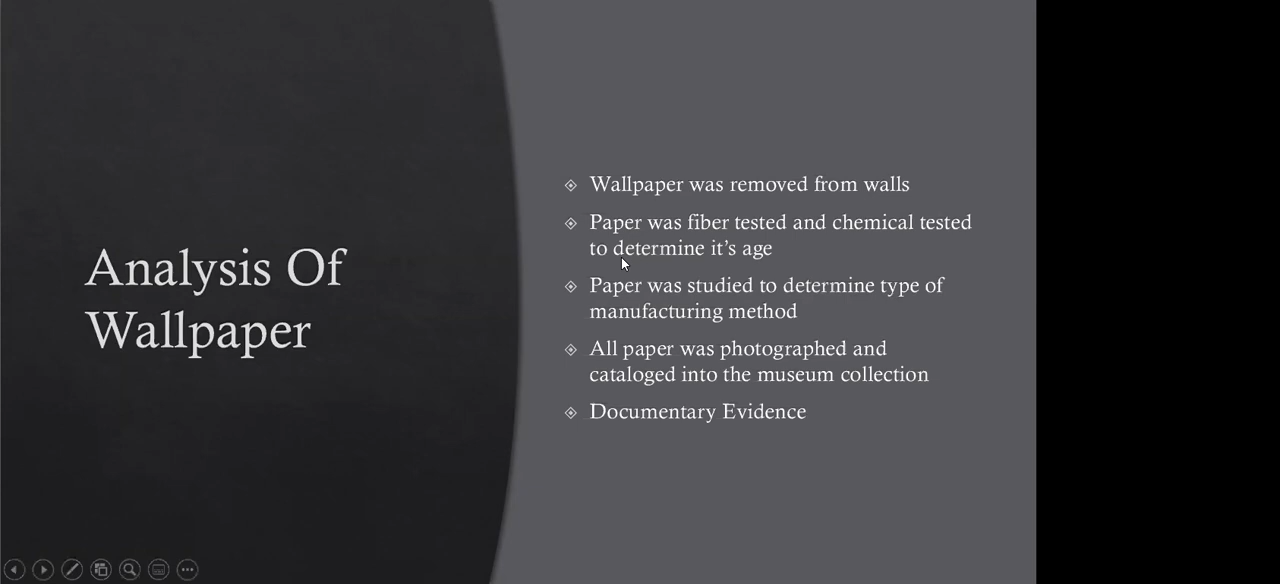 Analysis Of
Wallpaper
Wallpaper was removed from walls
Paper was fiber tested and chemical tested
to determine it’s age
Paper was studied to determine type of
manufacturing method
All paper was photographed and
cataloged into the museum collection
Documentary Evidence